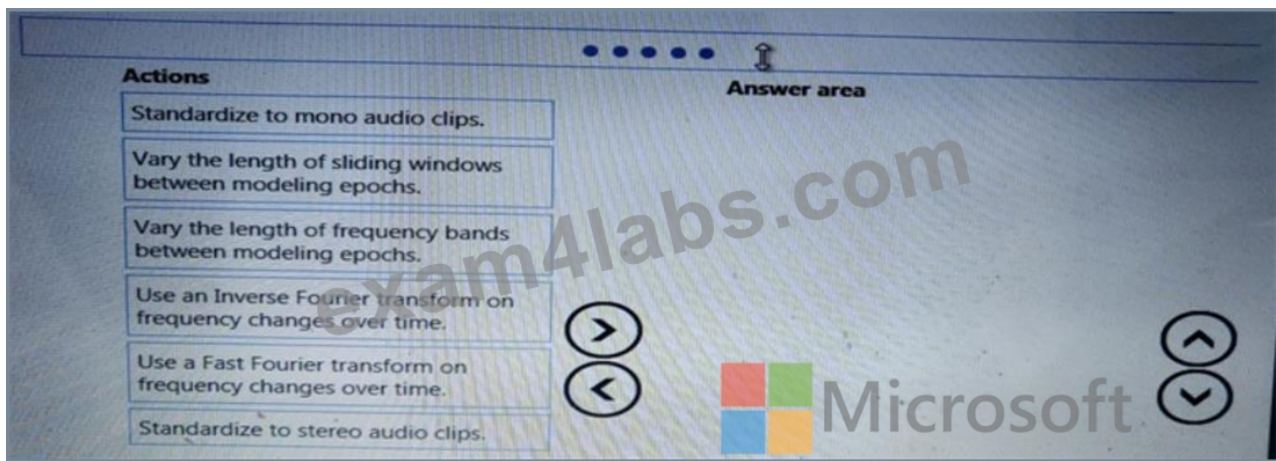 Actions
Answer area
Standardize to mono audio clips.
Vary the length of sliding windows
between modeling epochs.
Vary the length of frequency bands
between modeling epochs.
Use an Inverse Fourier transform on
frequency changes over time.
Use a Fast Fourier transform on
frequency changes over time.
Standardize to stereo audio clips.
exam4labs.com
Microsoft